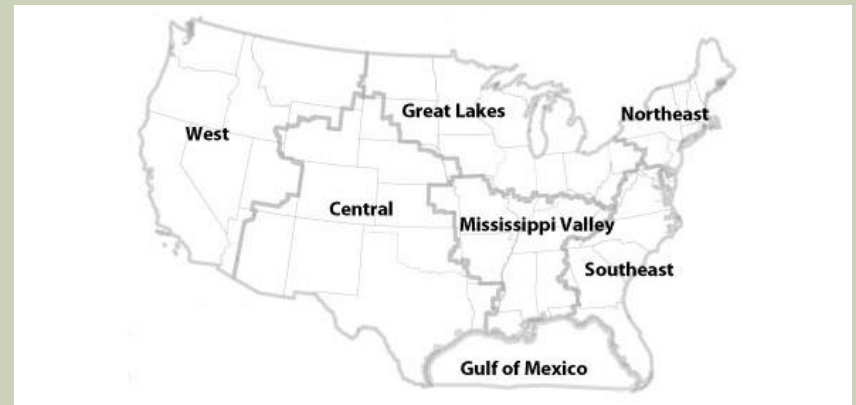 Great Lakes
Northeast
West
Central
Mississippi Valley
Southeast
Gulf of Mexico